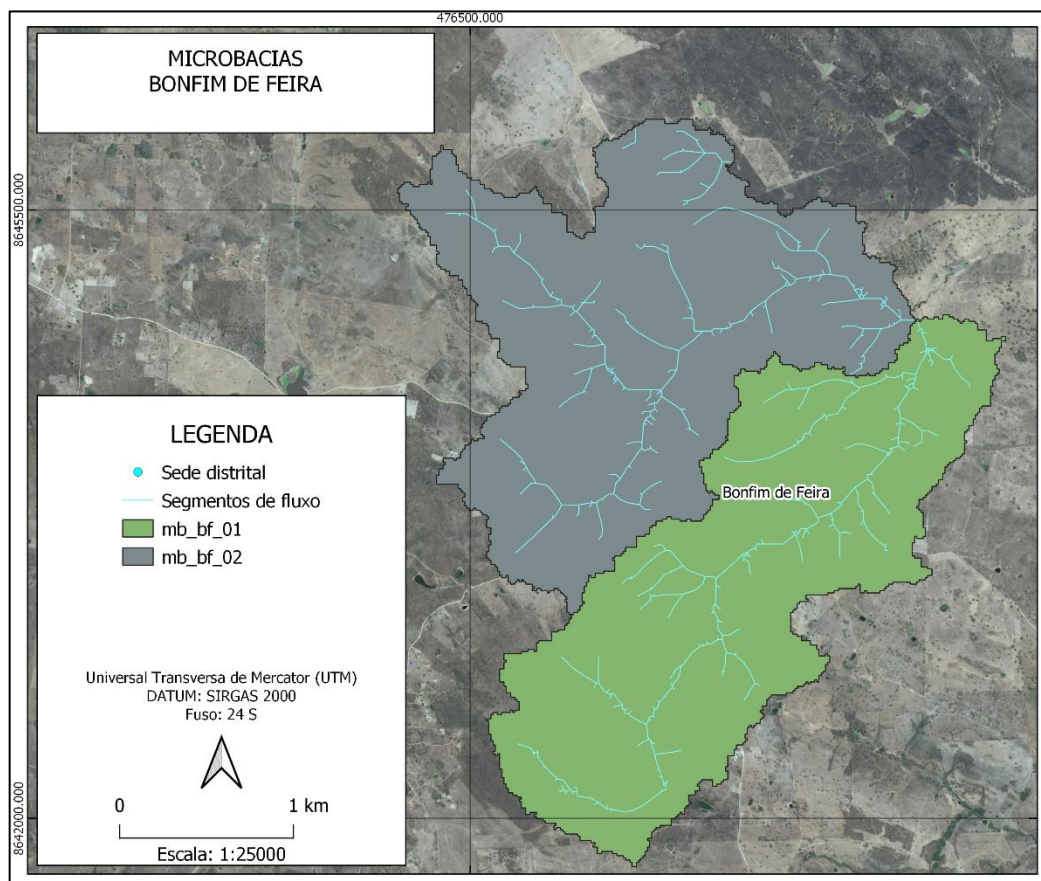 476500.000
MICROBACIAS
BONFIM DE FEIRA
8645500.000
LEGENDA
Sede distrital
Segmentos de fluxo
mb_bf_01
mb_bf_02
Bonfim de Feira
Universal Transversa de Mercator (UTM)
DATUM: SIRGAS 2000
Fuso: 24 S
0 1 km
Escala: 1:25000
8642000.000